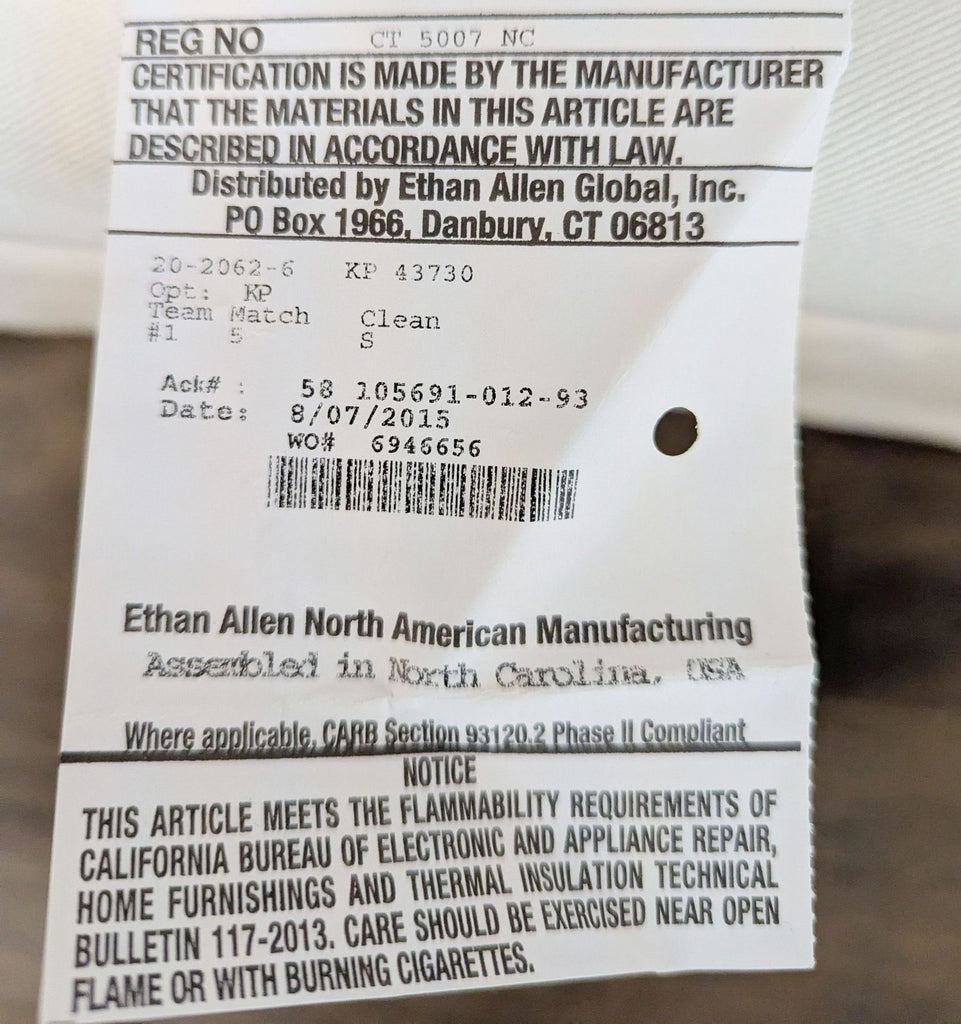 REG NO CT 5007 NC
CERTIFICATION IS MADE BY THE MANUFACTURER
THAT THE MATERIALS IN THIS ARTICLE ARE
DESCRIBED IN ACCORDANCE WITH LAW.
Distributed by Ethan Allen Global, Inc.
PO Box 1966, Danbury, CT 06813
20-2062-6 KP 43730
Opt: KP
Team Match Clean
#1 5 S
Ack# : 58 105691-012-93
Date: 8/07/2015
WO# 6946656
Ethan Allen North American Manufacturing
Assembled in North Carolina, USA
Where applicable, CARB Section 93120.2 Phase II Compliant
NOTICE
THIS ARTICLE MEETS THE FLAMMABILITY REQUIREMENTS OF
CALIFORNIA BUREAU OF ELECTRONIC AND APPLIANCE REPAIR,
HOME FURNISHINGS AND THERMAL INSULATION TECHNICAL
BULLETIN 117-2013. CARE SHOULD BE EXERCISED NEAR OPEN
FLAME OR WITH BURNING CIGARETTES.